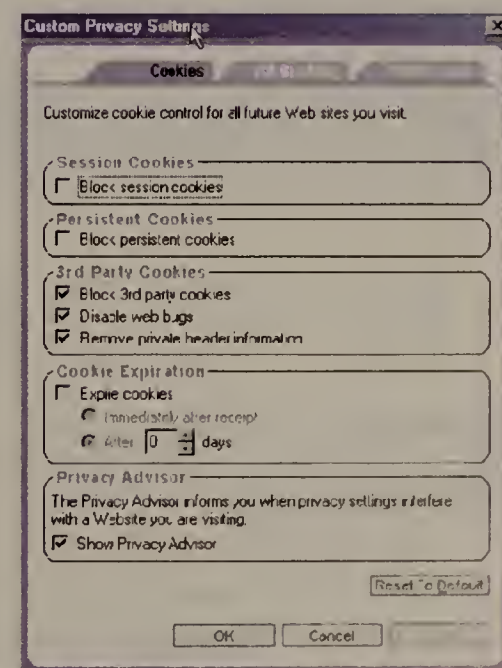 Custom Privacy Settings
Cookies
Customize cookie control for all future Web sites you visit.
Session Cookies
Block session cookies
Persistent Cookies
Block persistent cookies
3rd Party Cookies
Block 3rd party cookies
Disable web bugs
Remove private header information
Cookie Expiration
Expire cookies
Immediately after receipt
After 0 days
Privacy Advisor
The Privacy Advisor informs you when privacy settings interfere
with a Website you are visiting.
Show Privacy Advisor
Reset To Default
OK Cancel